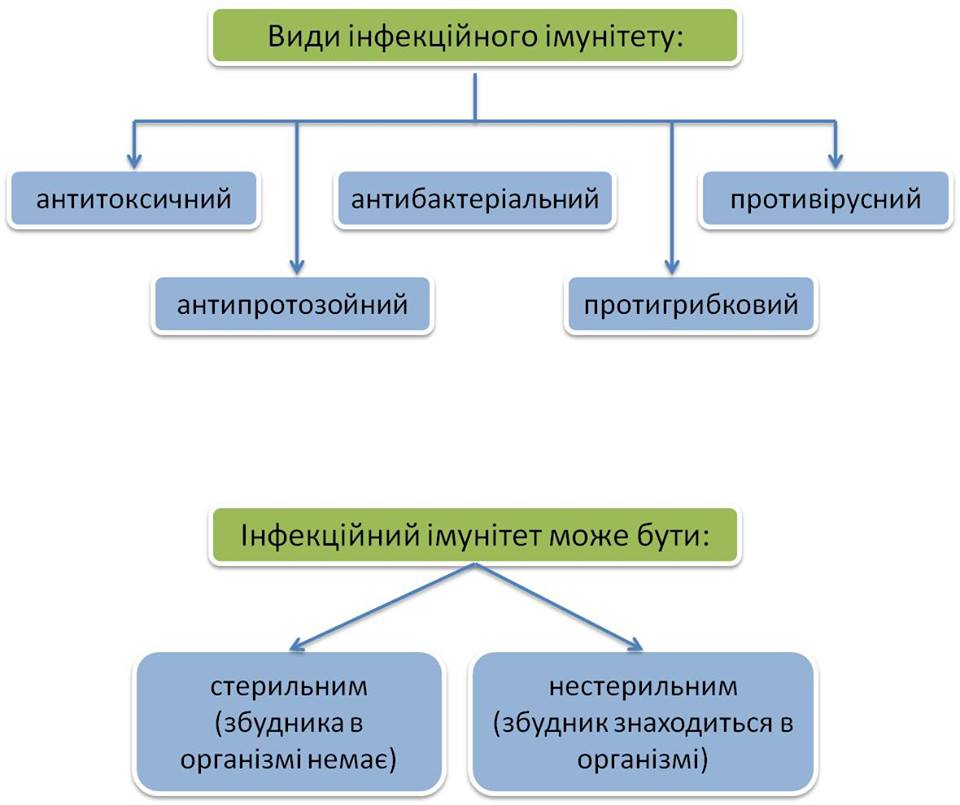 Види інфекційного імунітету:
антитоксичний
антибактеріальний
противірусний
антипротозойний
протигрибковий
Інфекційний імунітет може бути:
стерильним
(збудника в
організмі немає)
нестерильним
(збудник знаходиться в
організмі)